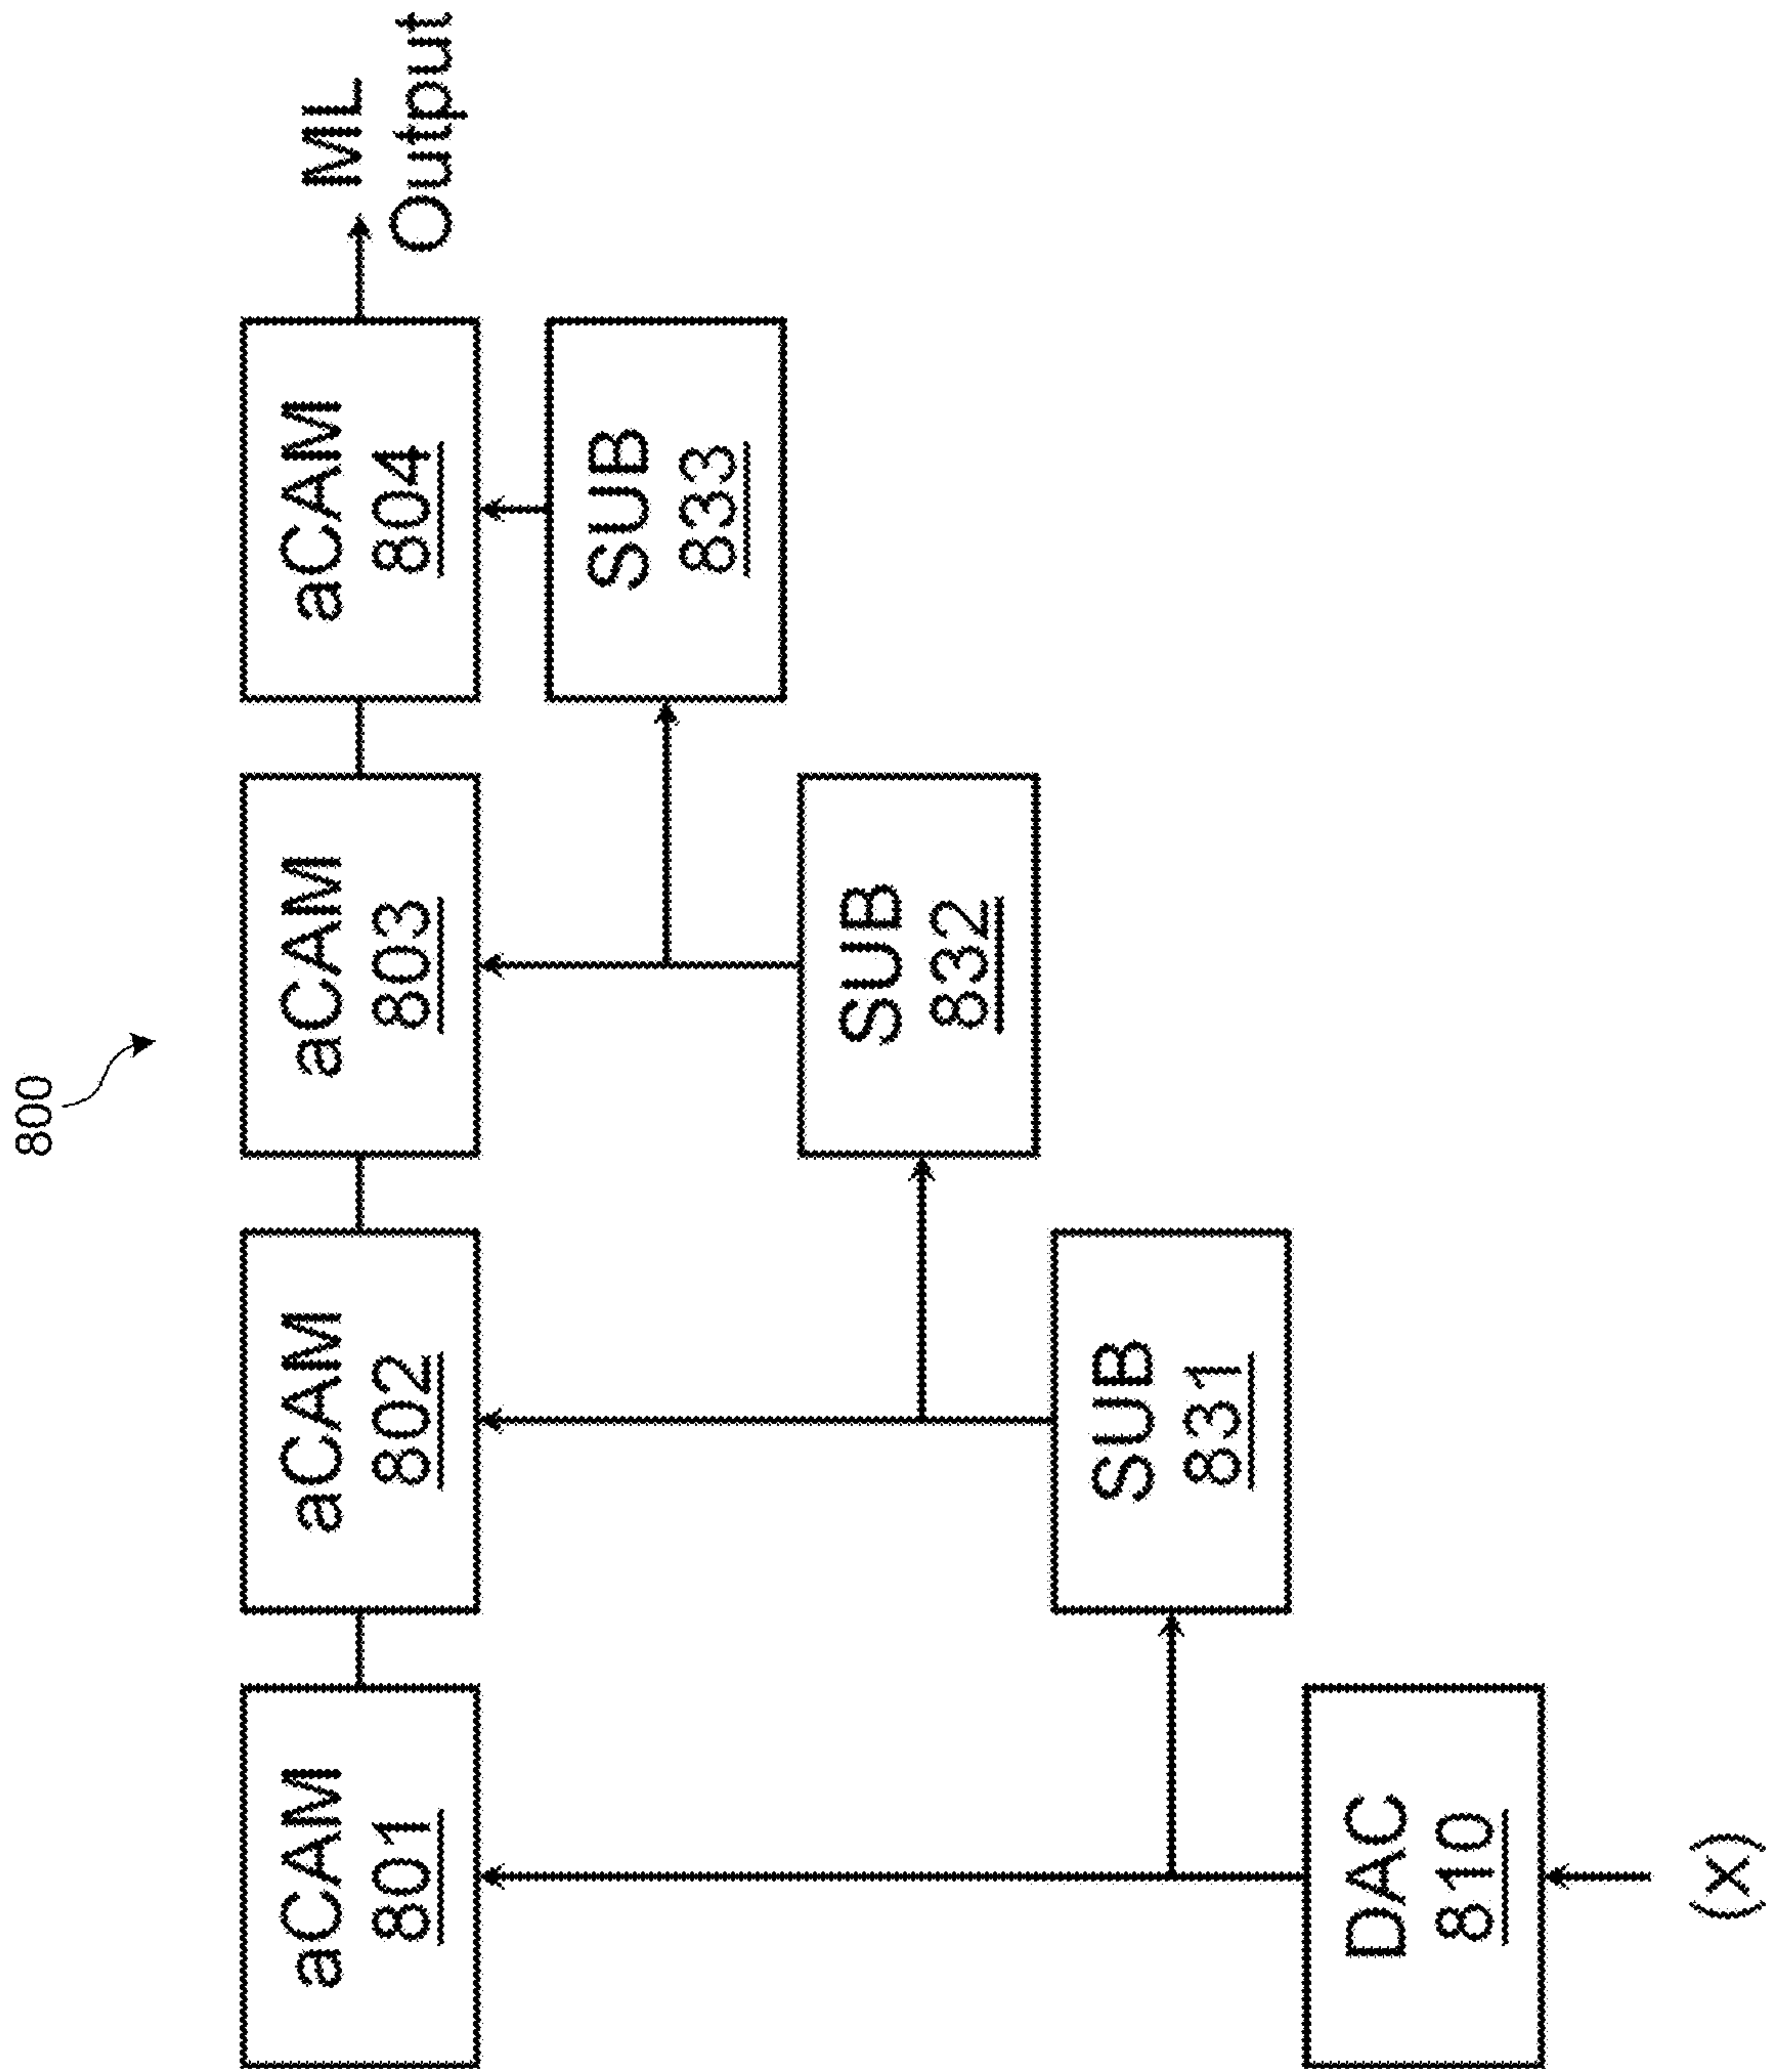 800
aCAM
801
aCAM
802
aCAM
803
aCAM
804
ML
Output
SUB
833
SUB
832
SUB
831
DAC
810
(x)